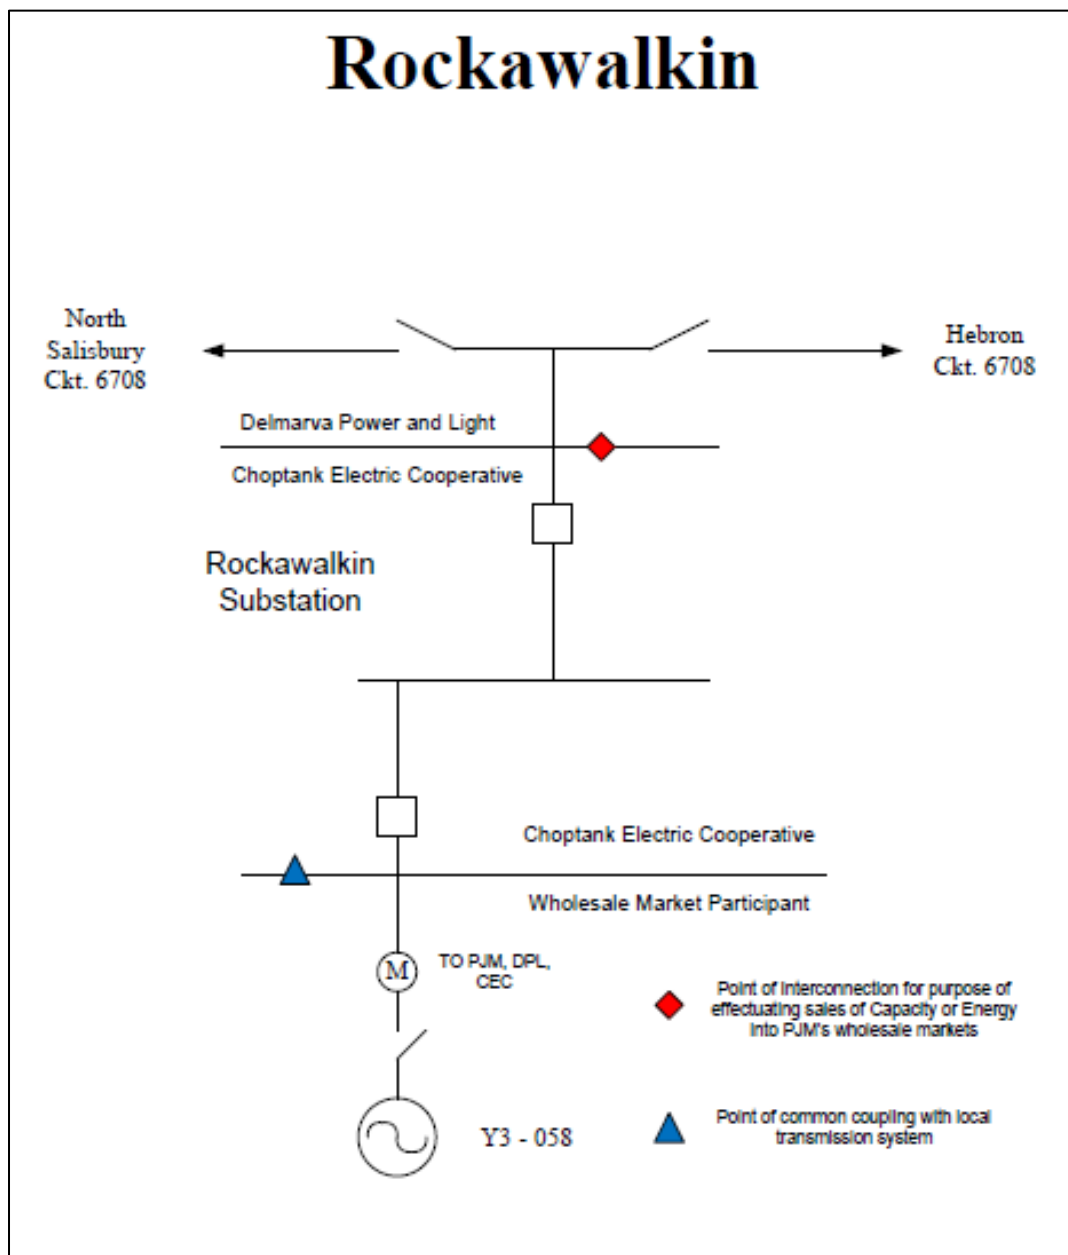 Rockawalkin
North
Salisbury
Ckt. 6708
Hebron
Ckt. 6708
Delmarva Power and Light
Choptank Electric Cooperative
Rockawalkin
Substation
Choptank Electric Cooperative
Wholesale Market Participant
M
TO PJM, DPL,
CEC
Point of Interconnection for purpose of
effectuating sales of Capacity or Energy
into PJM's wholesale markets
Y3 - 058
Point of common coupling with local
transmission system